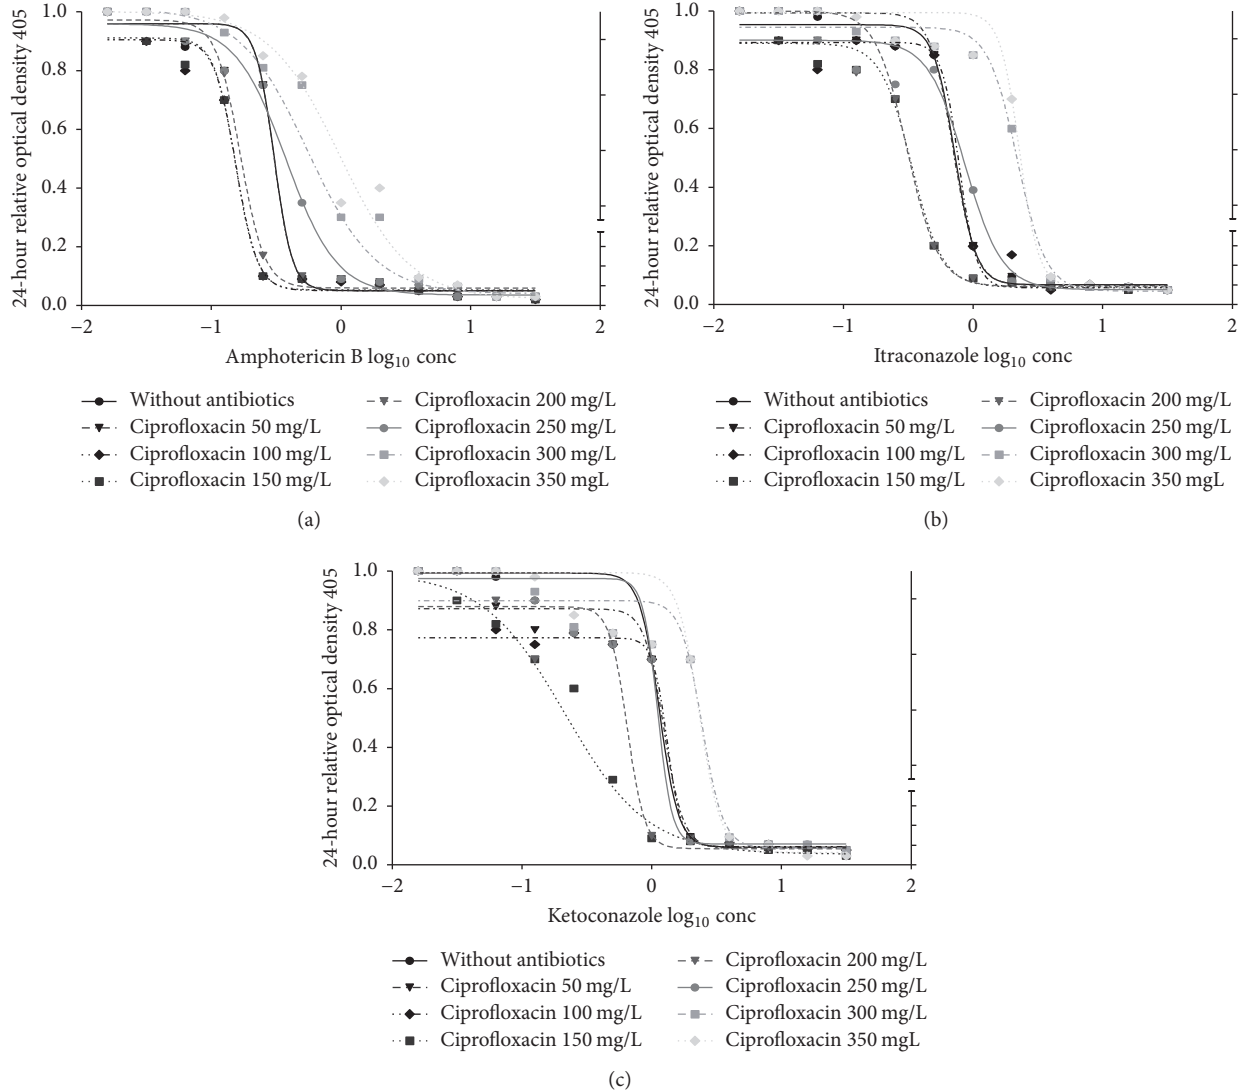 24-hour relative optical density 405
1.0
0.8
0.6
0.4
0.2
0.0
−2 −1 0 1 2
Amphotericin B log10 conc
Without antibiotics
Ciprofloxacin 50 mg/L
Ciprofloxacin 100 mg/L
Ciprofloxacin 150 mg/L
Ciprofloxacin 200 mg/L
Ciprofloxacin 250 mg/L
Ciprofloxacin 300 mg/L
Ciprofloxacin 350 mgL
(a)
24-hour relative optical density 405
1.0
0.8
0.6
0.4
0.2
0.0
−2 −1 0 1 2
Itraconazole log10 conc
Without antibiotics
Ciprofloxacin 50 mg/L
Ciprofloxacin 100 mg/L
Ciprofloxacin 150 mg/L
Ciprofloxacin 200 mg/L
Ciprofloxacin 250 mg/L
Ciprofloxacin 300 mg/L
Ciprofloxacin 350 mgL
(b)
24-hour relative optical density 405
1.0
0.8
0.6
0.4
0.2
0.0
−2 −1 0 1 2
Ketoconazole log10 conc
Without antibiotics
Ciprofloxacin 50 mg/L
Ciprofloxacin 100 mg/L
Ciprofloxacin 150 mg/L
Ciprofloxacin 200 mg/L
Ciprofloxacin 250 mg/L
Ciprofloxacin 300 mg/L
Ciprofloxacin 350 mgL
(c)